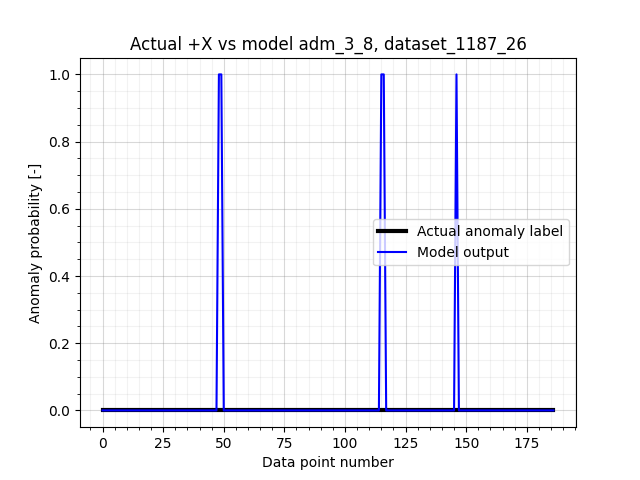 Actual +X vs model adm_3_8, dataset_1187_26
Anomaly probability [-]
1.0
0.8
0.6
0.4
0.2
0.0
Actual anomaly label
Model output
0 25 50 75 100 125 150 175
Data point number